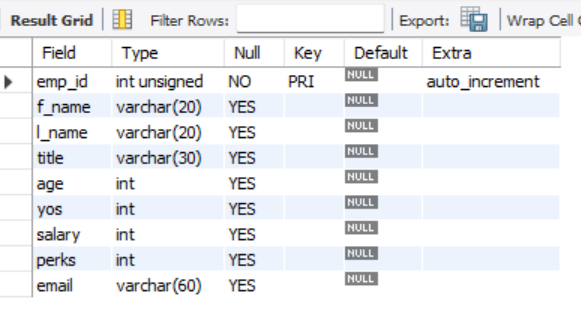 Result Grid Filter Rows: Export: Wrap Cell
Field Type Null Key Default Extra
emp_id int unsigned NO PRI NULL auto_increment
f_name varchar(20) YES NULL
l_name varchar(20) YES NULL
title varchar(30) YES NULL
age int YES NULL
yos int YES NULL
salary int YES NULL
perks int YES NULL
email varchar(60) YES NULL